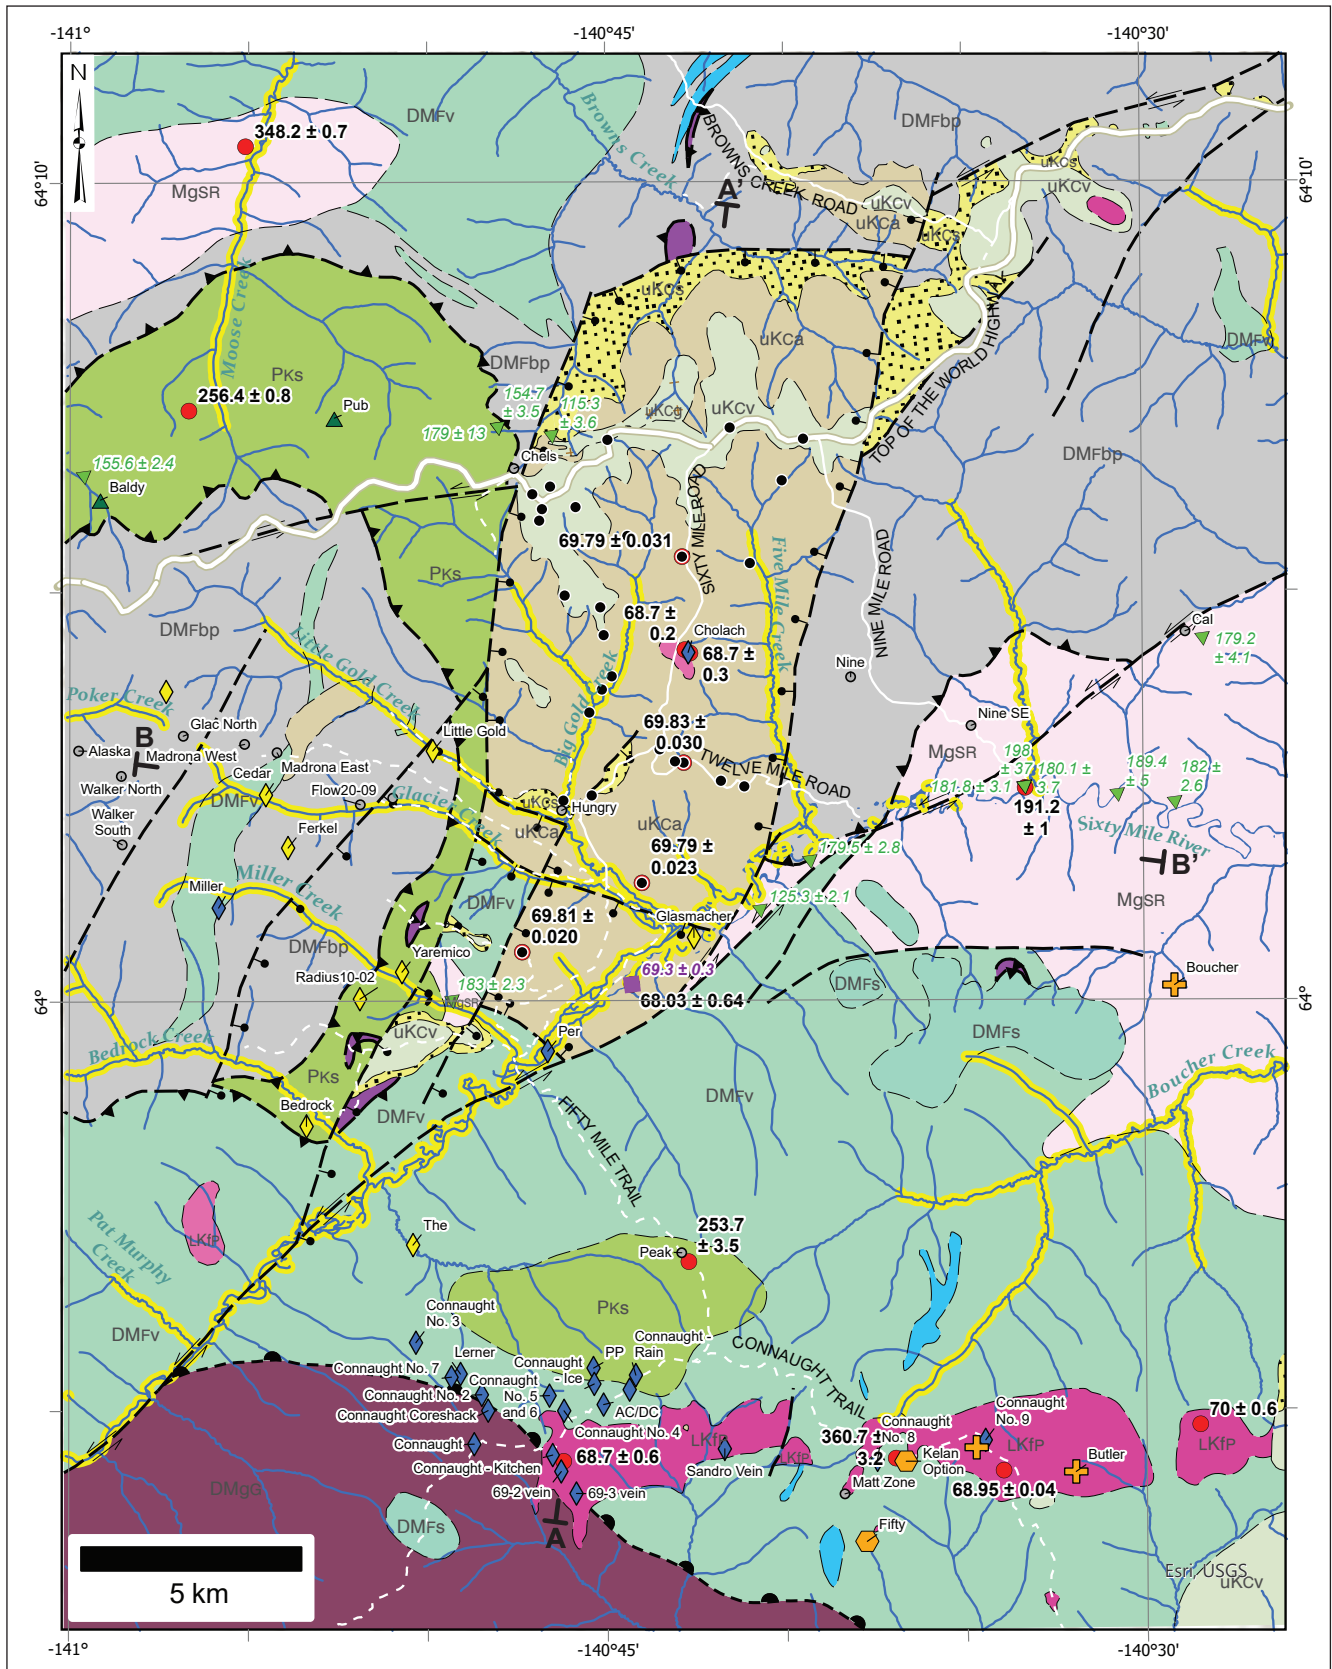 -141°
-140°45'
-140°30'
N
DMFv
348.2 ± 0.7
MgSR
64°10'
64°10'
Browns Creek
BROWNS CREEK ROAD
A'
DMFbp
uKCs
uKCv
uKCv
uKCa
uKCs
uKCs
Moose Creek
uKCa
TOP OF THE WORLD HIGHWAY
DMFv
PKs
DMFbp
256.4 ± 0.8
Pub
154.7
± 3.5
115.3
± 3.6
179 ± 13
uKCg
uKCv
155.6 ± 2.4
Baldy
Chels
DMFbp
69.79 ± 0.031
SIXTY MILE ROAD
Five Mile Creek
NINE MILE ROAD
PKs
DMFbp
68.7 ±
0.2
Cholach
68.7 ±
0.3
Cal
179.2
± 4.1
Little Gold Creek
Big Gold Creek
Nine
Poker Creek
Glac North
Little Gold
69.83 ±
0.030
Nine SE
MgSR
Alaska
B
Madrona West
Madrona East
TWELVE MILE ROAD
198
± 37
180.1 ±
3.7
189.4
± 5
182 ±
2.6
Walker North
Cedar
Flow20-09
DMFv
Glacier Creek
uKCs
Hungry
181.8 ± 3.1
191.2
± 1
Walker
South
Ferkel
uKCa
uKCa
Sixty Mile River
B'
69.79 ±
0.023
179.5 ± 2.8
Miller
Miller Creek
DMFv
125.3 ± 2.1
MgSR
DMFbp
69.81 ±
0.020
Glasmacher
Yaremico
Radius10-02
69.3 ± 0.3
68.03 ± 0.64
DMFs
Boucher
64°
183 ± 2.3
MgSR
64°
uKCv
Per
DMFs
Bedrock Creek
PKs
Boucher Creek
Bedrock
DMFv
DMFv
FIFTY MILE TRAIL
LKfP
Pat Murphy
Creek
The
253.7
± 3.5
Peak
PKs
DMFv
Connaught
No. 3
Connaught -
Rain
CONNAUGHT TRAIL
Lerner
Connaught
- Ice
PP
Connaught No. 7
Connaught No. 2
Connaught
No. 5
and 6
AC/DC
Connaught Coreshack
Connaught No. 4
Connaught
No. 8
Connaught
No. 9
70 ± 0.6
Connaught
LKfP
360.7 ±
3.2
LKfP
LKfP
Kelan
Option
LKfP
Butler
Connaught - Kitchen
68.7 ± 0.6
Sandro Vein
Matt Zone
68.95 ± 0.04
DMgG
69-2 vein
69-3 vein
A
DMFs
Fifty
Esri, USGS
uKCv
5 km
-141°
-140°45'
-140°30'